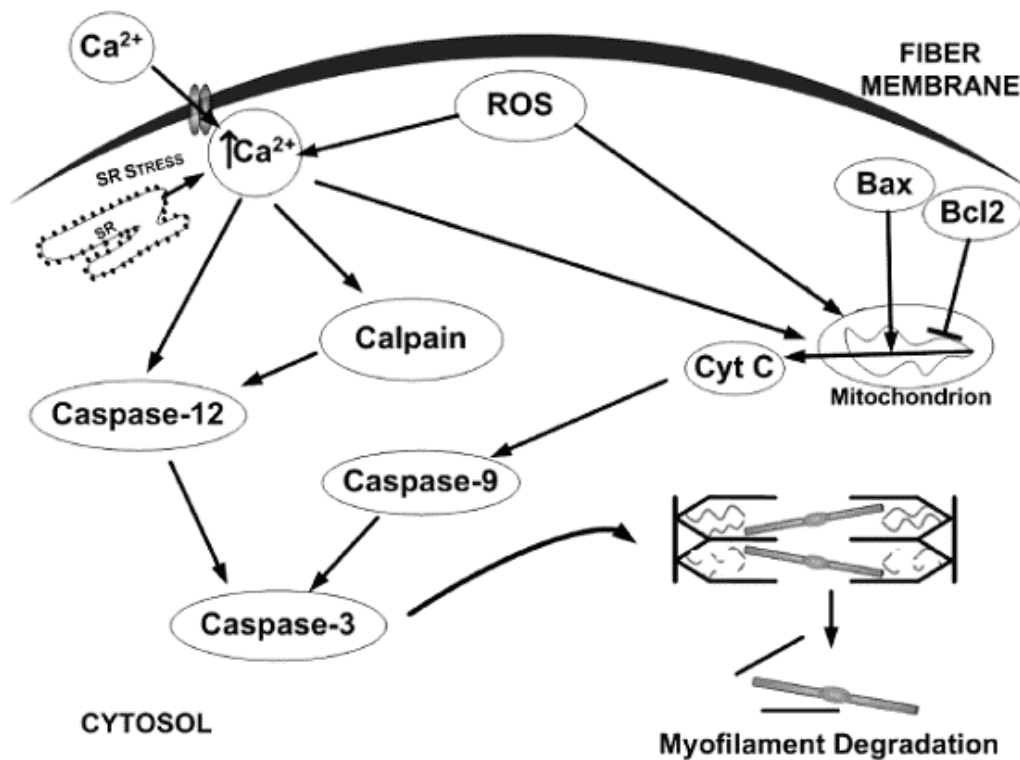 Ca²⁺
FIBER
MEMBRANE
ROS
↑Ca²⁺
SR STRESS
SR
Bax
Bcl2
Calpain
Cyt C
Mitochondrion
Caspase-12
Caspase-9
Caspase-3
CYTOSOL
Myofilament Degradation